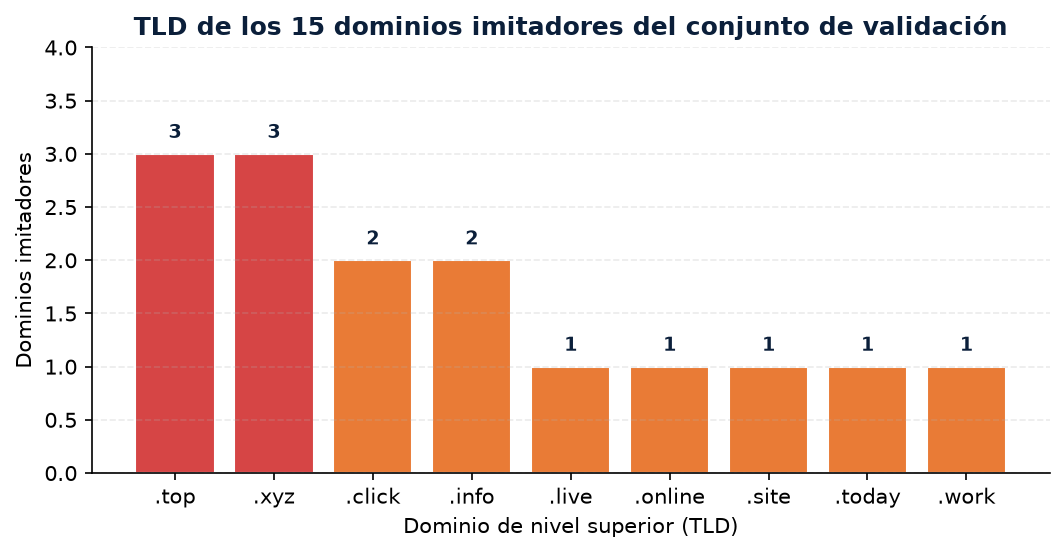 TLD de los 15 dominios imitadores del conjunto de validación
Dominios imitadores
4.0
3.5
3.0
2.5
2.0
1.5
1.0
0.5
0.0
3
3
2
2
1
1
1
1
1
.top
.xyz
.click
.info
.live
.online
.site
.today
.work
Dominio de nivel superior (TLD)